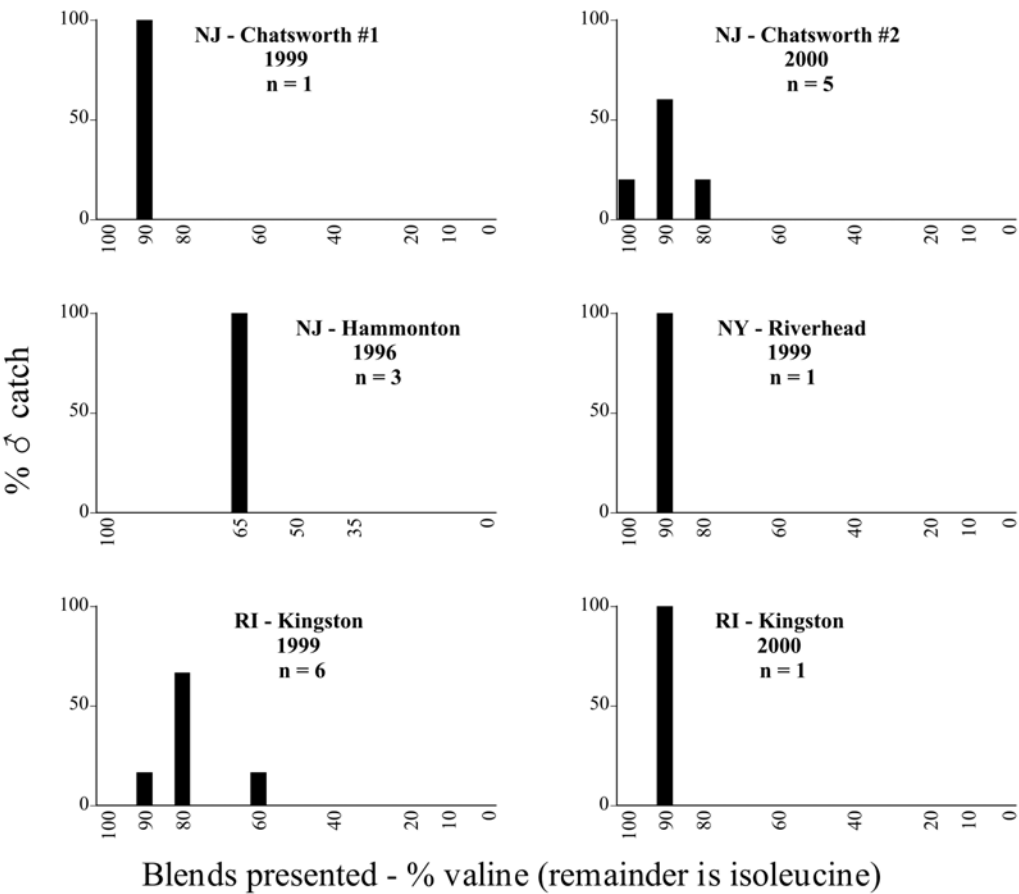 100
50
0
NJ - Chatsworth #1
1999
n = 1
100 90 80 60 40 20 10 0
100
50
0
NJ - Chatsworth #2
2000
n = 5
100 90 80 60 40 20 10 0
% ♂ catch
100
50
0
NJ - Hammonton
1996
n = 3
100 65 50 35 0
100
50
0
NY - Riverhead
1999
n = 1
100 90 80 60 40 20 10 0
100
50
0
RI - Kingston
1999
n = 6
100 90 80 60 40 20 10 0
100
50
0
RI - Kingston
2000
n = 1
100 90 80 60 40 20 10 0
Blends presented - % valine (remainder is isoleucine)